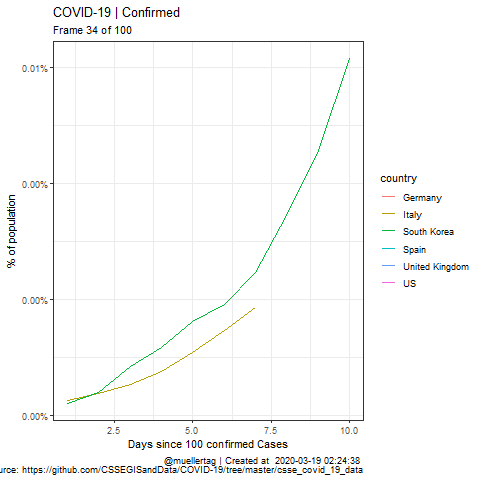 COVID-19 | Confirmed
Frame 34 of 100
0.01%
0.00%
0.00%
0.00%
% of population
2.5 5.0 7.5 10.0
Days since 100 confirmed Cases
country
Germany
Italy
South Korea
Spain
United Kingdom
US
@muellertag | Created at 2020-03-19 02:24:38
urce: https://github.com/CSSEGISandData/COVID-19/tree/master/csse_covid_19_data